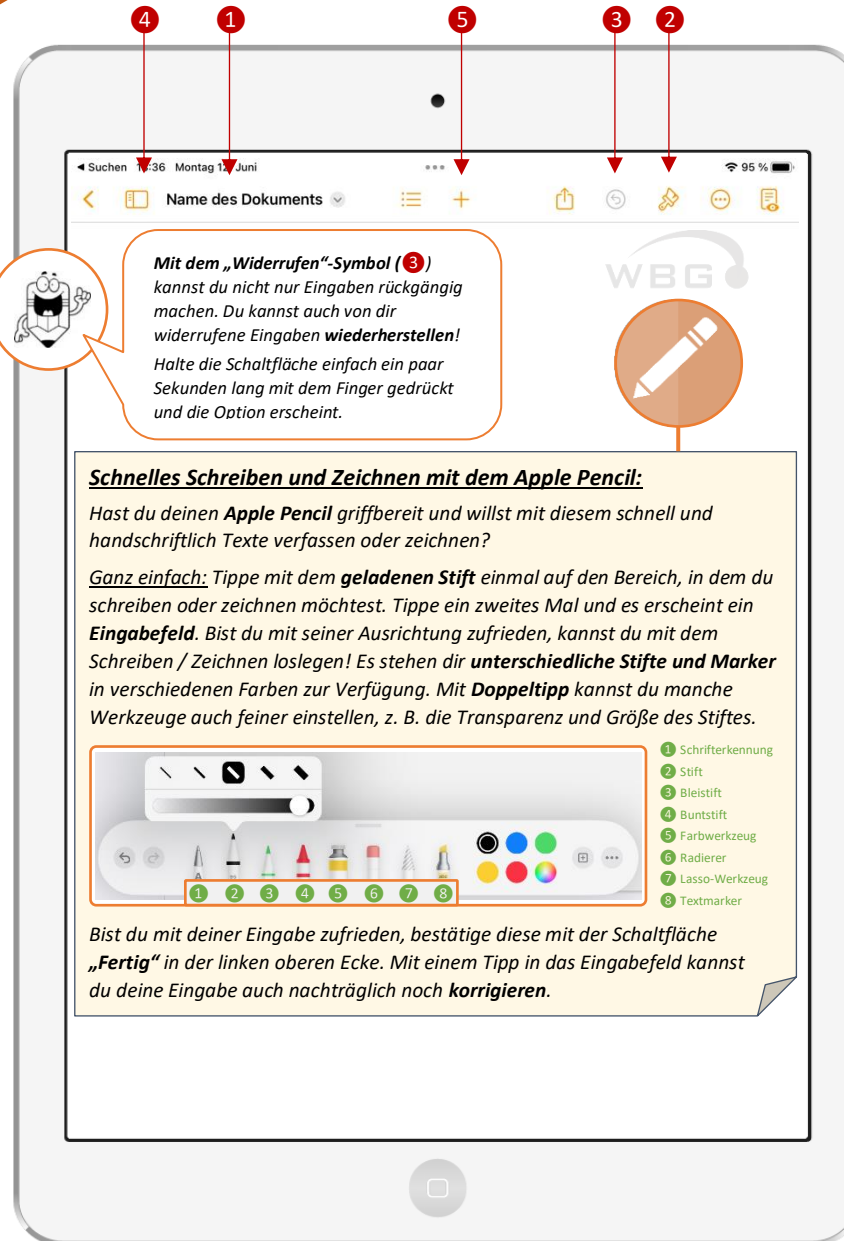 4 1 5 3 2
Suchen 14:36 Montag 12. Juni
95 %
Name des Dokuments
WBG
Mit dem „Widerrufen“-Symbol (3)
kannst du nicht nur Eingaben rückgängig
machen. Du kannst auch von dir
widerrufene Eingaben wiederherstellen!
Halte die Schaltfläche einfach ein paar
Sekunden lang mit dem Finger gedrückt
und die Option erscheint.
Schnelles Schreiben und Zeichnen mit dem Apple Pencil:
Hast du deinen Apple Pencil griffbereit und willst mit diesem schnell und
handschriftlich Texte verfassen oder zeichnen?
Ganz einfach: Tippe mit dem geladenen Stift einmal auf den Bereich, in dem du
schreiben oder zeichnen möchtest. Tippe ein zweites Mal und es erscheint ein
Eingabefeld. Bist du mit seiner Ausrichtung zufrieden, kannst du mit dem
Schreiben / Zeichnen loslegen! Es stehen dir unterschiedliche Stifte und Marker
in verschiedenen Farben zur Verfügung. Mit Doppeltipp kannst du manche
Werkzeuge auch feiner einstellen, z. B. die Transparenz und Größe des Stiftes.
A
1 2 3 4 5 6 7 8
1 Schrifterkennung
2 Stift
3 Bleistift
4 Buntstift
5 Farbwerkzeug
6 Radierer
7 Lasso-Werkzeug
8 Textmarker
Bist du mit deiner Eingabe zufrieden, bestätige diese mit der Schaltfläche
„Fertig“ in der linken oberen Ecke. Mit einem Tipp in das Eingabefeld kannst
du deine Eingabe auch nachträglich noch korrigieren.